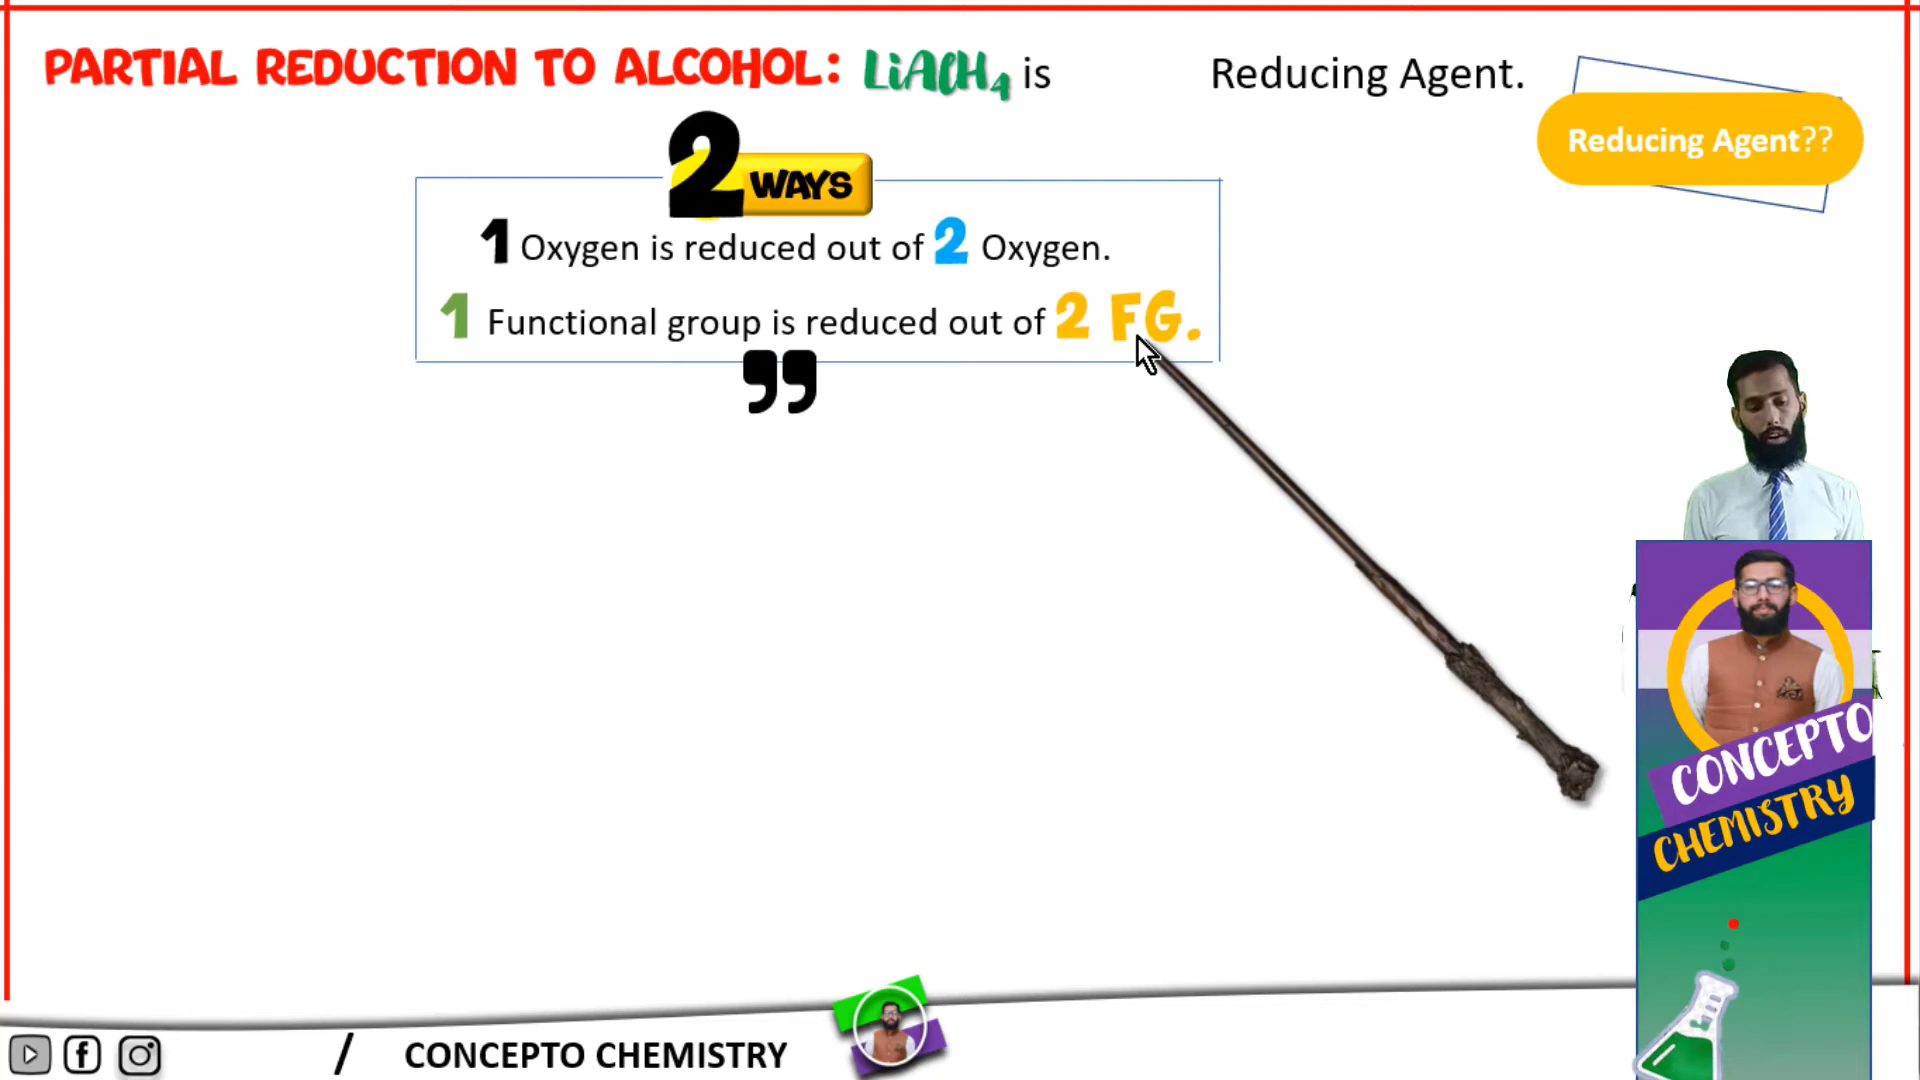 PARTIAL REDUCTION TO ALCOHOL: LiAlH4 is Reducing Agent.
Reducing Agent??
2 WAYS
1 Oxygen is reduced out of 2 Oxygen.
1 Functional group is reduced out of 2 FG.
”
CONCEPTO
CHEMISTRY
/ CONCEPTO CHEMISTRY